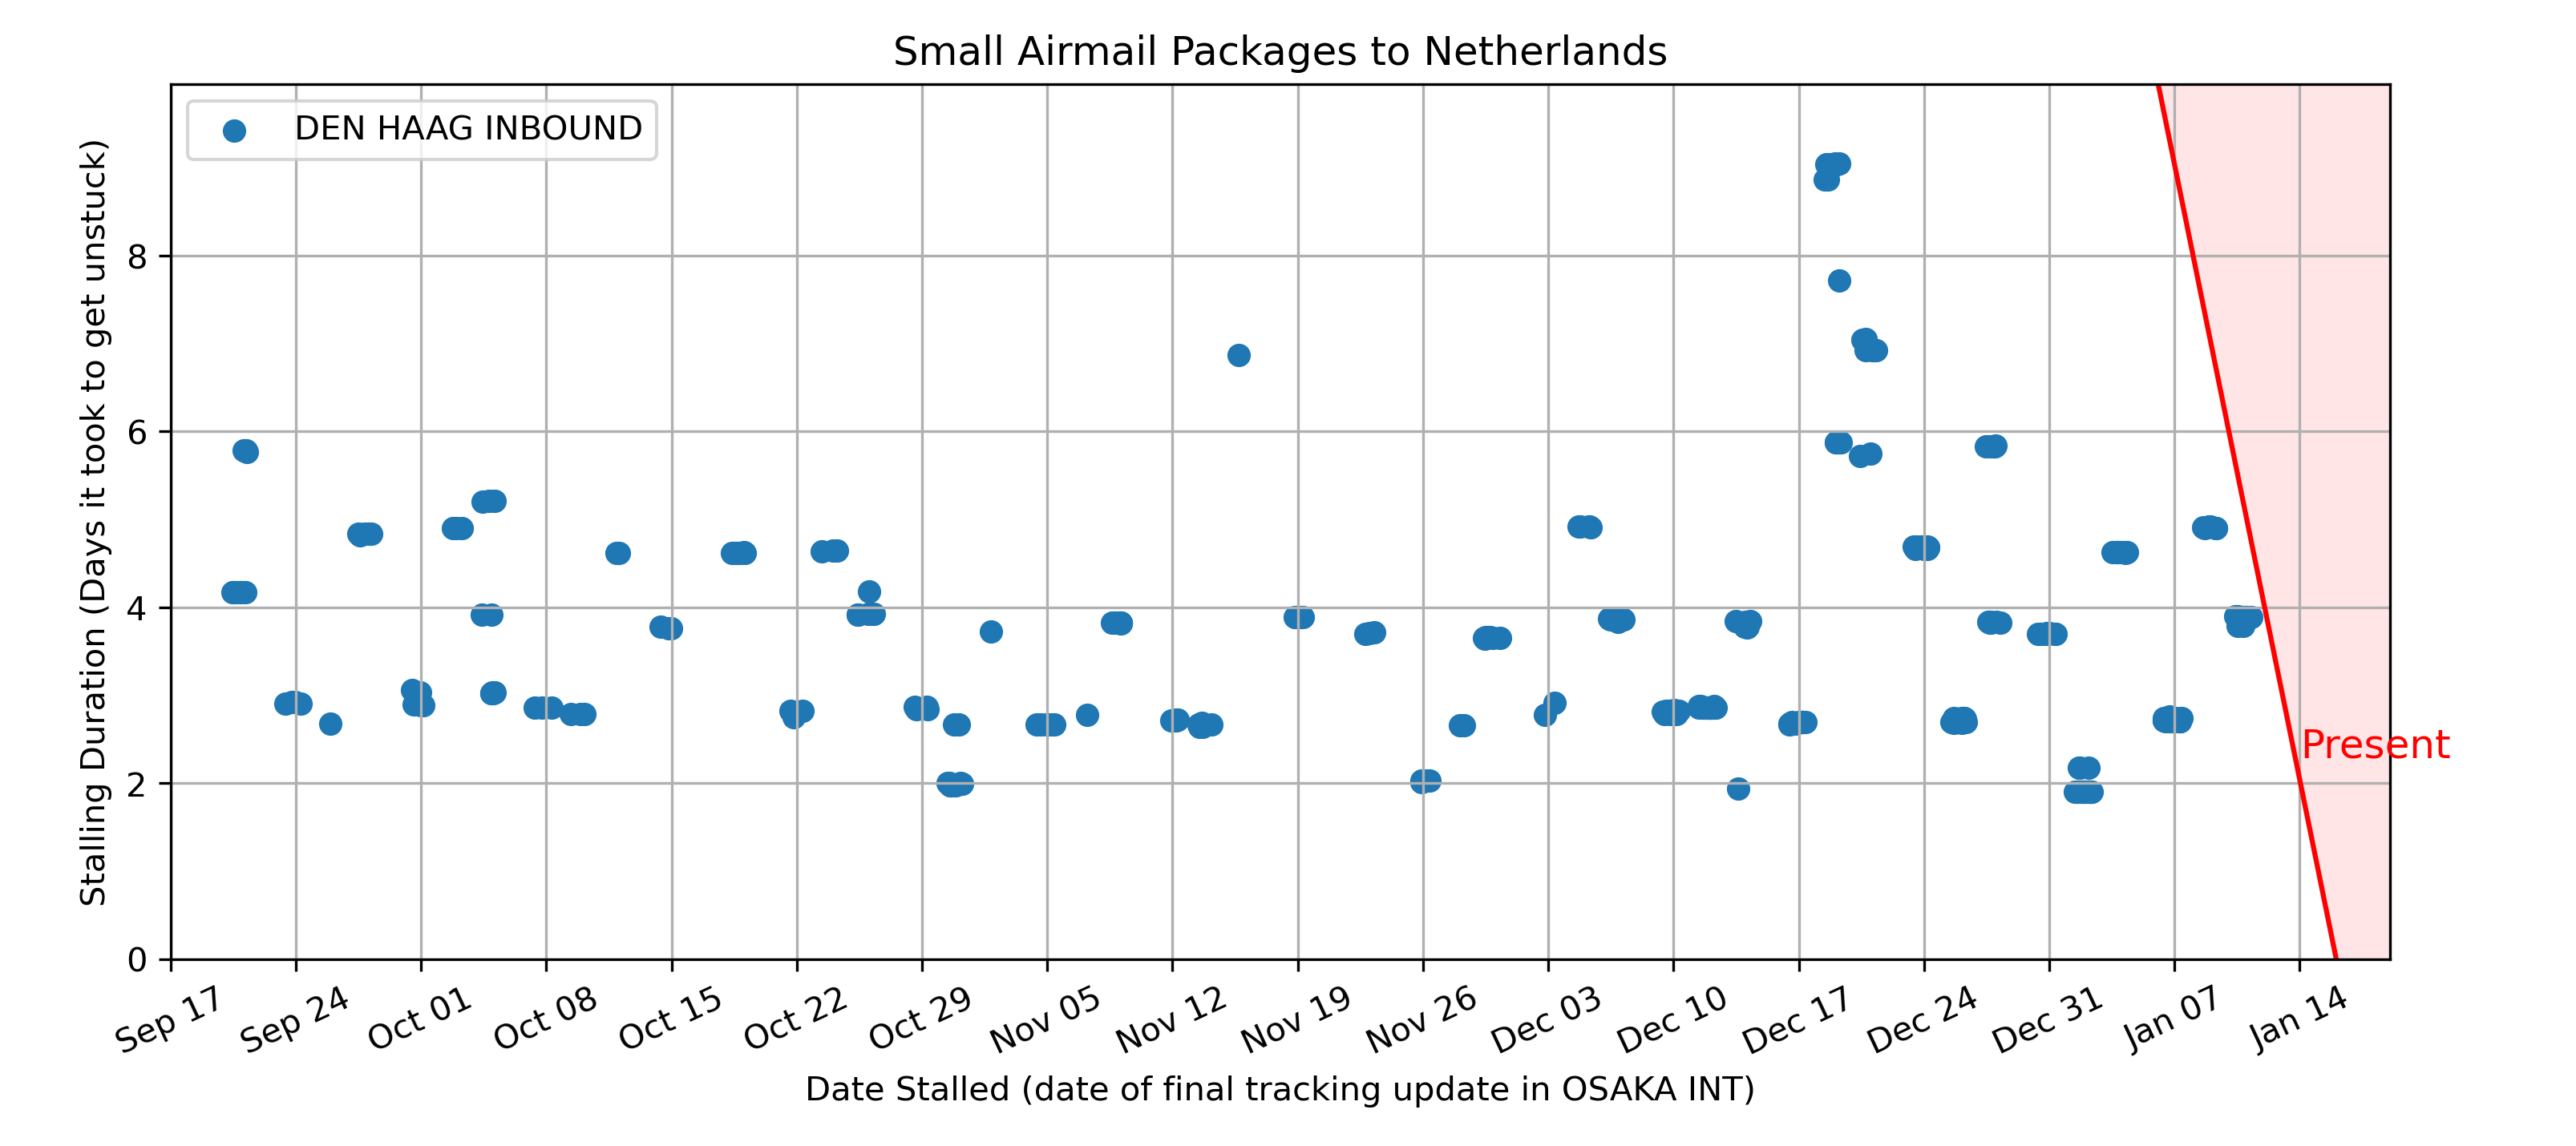 Small Airmail Packages to Netherlands
DEN HAAG INBOUND
Stalling Duration (Days it took to get unstuck)
8
6
4
2
0
Present
Sep 17
Sep 24
Oct 01
Oct 08
Oct 15
Oct 22
Oct 29
Nov 05
Nov 12
Nov 19
Nov 26
Dec 03
Dec 10
Dec 17
Dec 24
Dec 31
Jan 07
Jan 14
Date Stalled (date of final tracking update in OSAKA INT)